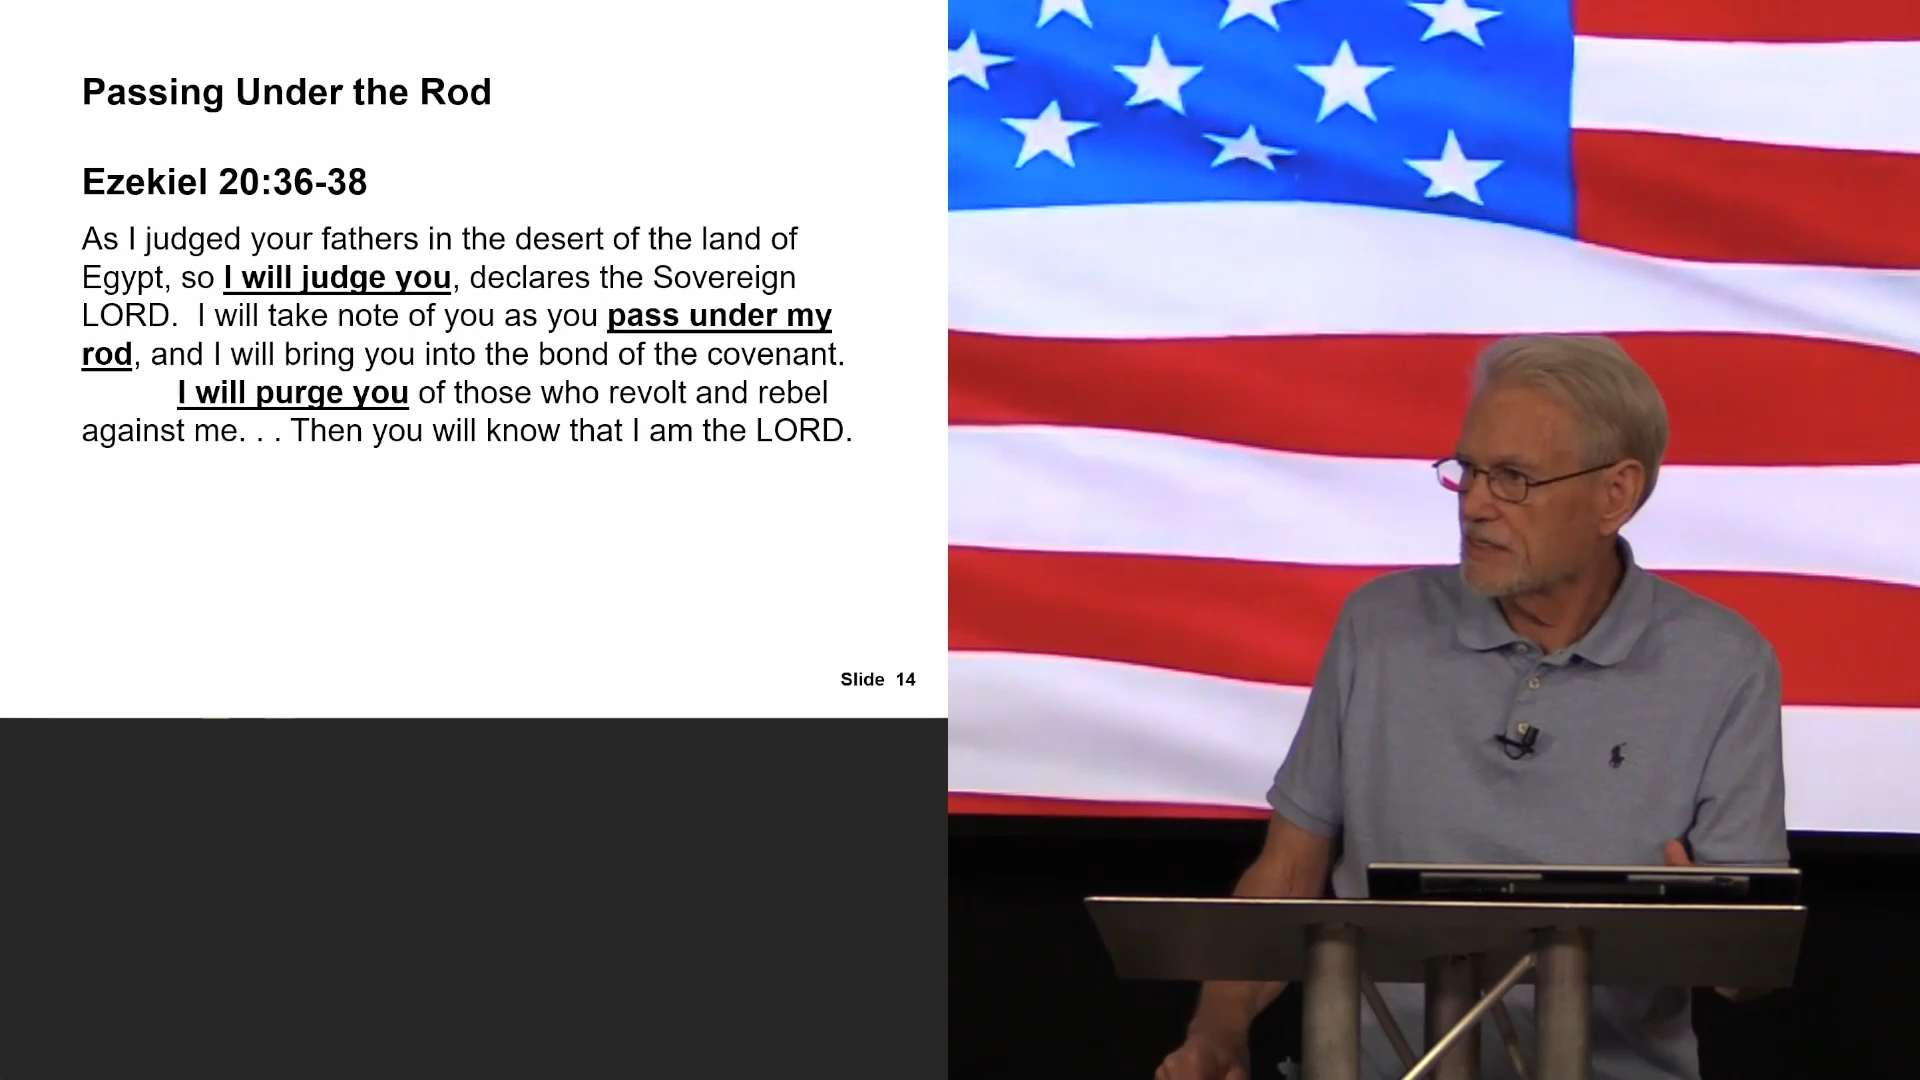 Passing Under the Rod
Ezekiel 20:36-38
As I judged your fathers in the desert of the land of
Egypt, so I will judge you, declares the Sovereign
LORD.  I will take note of you as you pass under my
rod, and I will bring you into the bond of the covenant.
I will purge you of those who revolt and rebel
against me. . . Then you will know that I am the LORD.
Slide 14